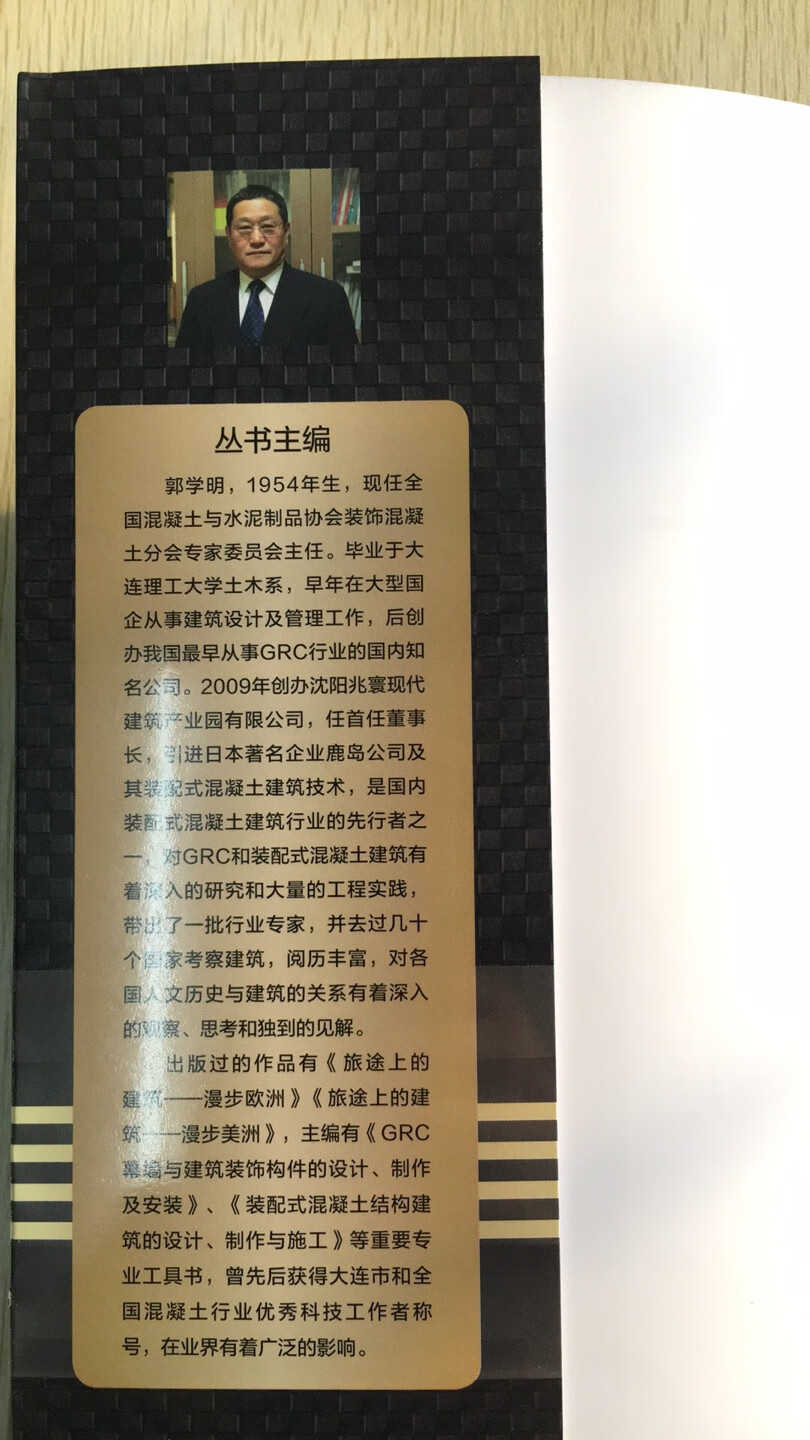 丛书主编
郭学明，1954年生，现任全
国混凝土与水泥制品协会装饰混凝
土分会专家委员会主任。毕业于大
连理工大学土木系，早年在大型国
企从事建筑设计及管理工作，后创
办我国最早从事GRC行业的国内知
名公司。2009年创办沈阳兆寰现代
建筑产业园有限公司，任首任董事
长，引进日本著名企业鹿岛公司及
其装配式混凝土建筑技术，是国内
装配式混凝土建筑行业的先行者之
一，对GRC和装配式混凝土建筑有
着深入的研究和大量的工程实践，
带出了一批行业专家，并去过几十
个国家考察建筑，阅历丰富，对各
国人文历史与建筑的关系有着深入
的观察、思考和独到的见解。
出版过的作品有《旅途上的
建筑——漫步欧洲》《旅途上的建
筑——漫步美洲》，主编有《GRC
幕墙与建筑装饰构件的设计、制作
及安装》、《装配式混凝土结构建
筑的设计、制作与施工》等重要专
业工具书，曾先后获得大连市和全
国混凝土行业优秀科技工作者称
号，在业界有着广泛的影响。